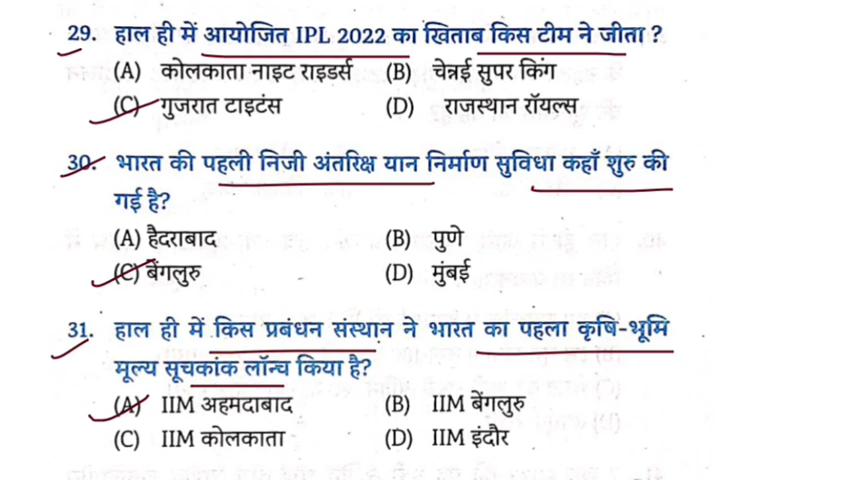 29. हाल ही में आयोजित IPL 2022 का खिताब किस टीम ने जीता ?
(A) कोलकाता नाइट राइडर्स (B) चेन्नई सुपर किंग
(C) गुजरात टाइटंस (D) राजस्थान रॉयल्स
30. भारत की पहली निजी अंतरिक्ष यान निर्माण सुविधा कहाँ शुरु की
गई है?
(A) हैदराबाद (B) पुणे
(C) बेंगलुरु (D) मुंबई
31. हाल ही में किस प्रबंधन संस्थान ने भारत का पहला कृषि-भूमि
मूल्य सूचकांक लॉन्च किया है?
(A) IIM अहमदाबाद (B) IIM बेंगलुरु
(C) IIM कोलकाता (D) IIM इंदौर